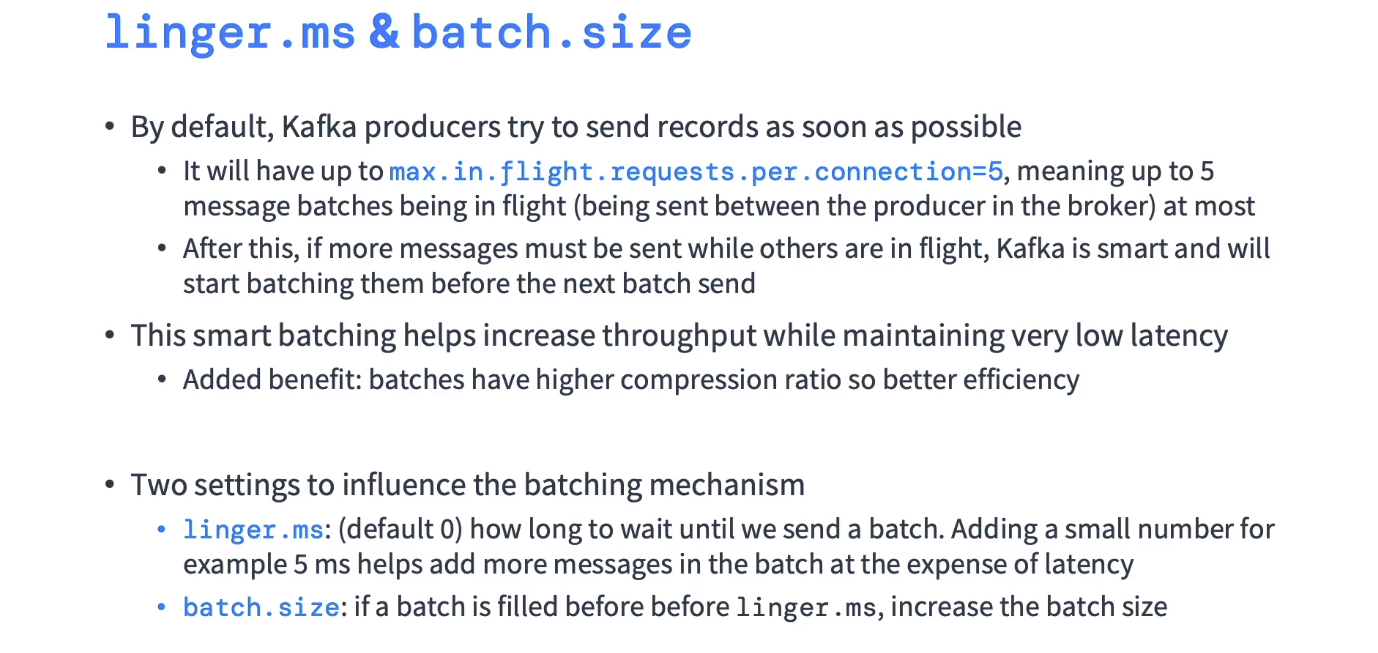 linger.ms & batch.size
• By default, Kafka producers try to send records as soon as possible
• It will have up to max.in.flight.requests.per.connection=5, meaning up to 5
message batches being in flight (being sent between the producer in the broker) at most
• After this, if more messages must be sent while others are in flight, Kafka is smart and will
start batching them before the next batch send
• This smart batching helps increase throughput while maintaining very low latency
• Added benefit: batches have higher compression ratio so better efficiency
• Two settings to influence the batching mechanism
• linger.ms: (default 0) how long to wait until we send a batch. Adding a small number for
example 5 ms helps add more messages in the batch at the expense of latency
• batch.size: if a batch is filled before before linger.ms, increase the batch size